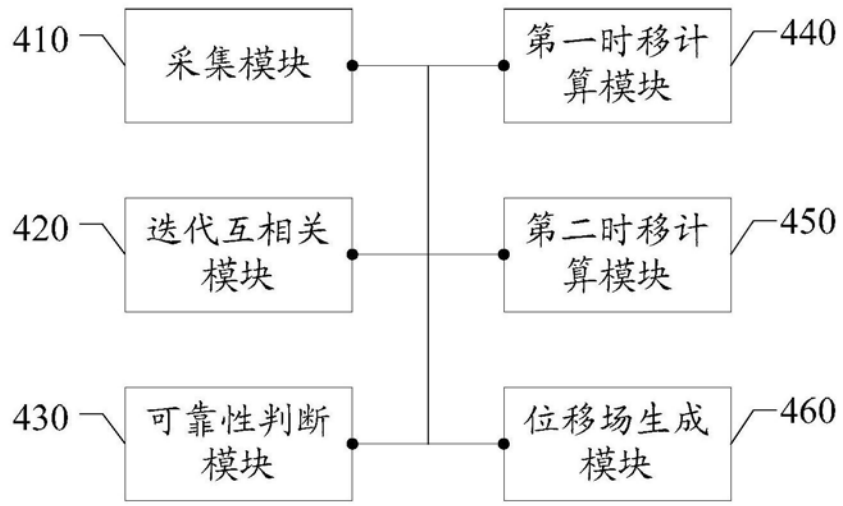 410
采集模块
第一时移计
算模块
440
420
迭代互相关
模块
第二时移计
算模块
450
430
可靠性判断
模块
位移场生成
模块
460